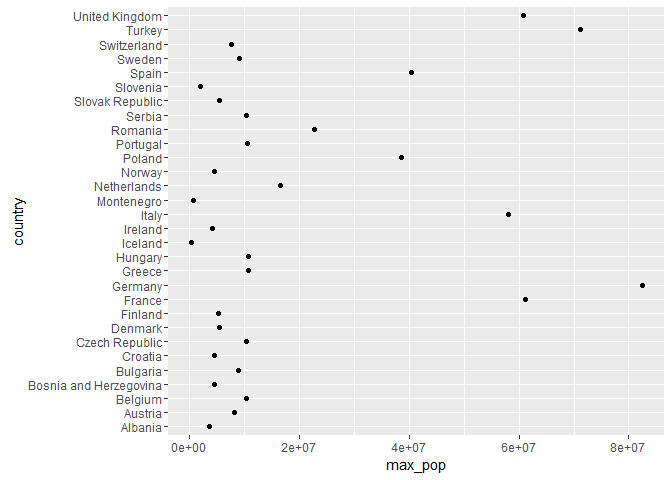 United Kingdom
Turkey
Switzerland
Sweden
Spain
Slovenia
Slovak Republic
Serbia
Romania
Portugal
Poland
Norway
Netherlands
Montenegro
Italy
Ireland
Iceland
Hungary
Greece
Germany
France
Finland
Denmark
Czech Republic
Croatia
Bulgaria
Bosnia and Herzegovina
Belgium
Austria
Albania
country
0e+00 2e+07 4e+07 6e+07 8e+07
max_pop